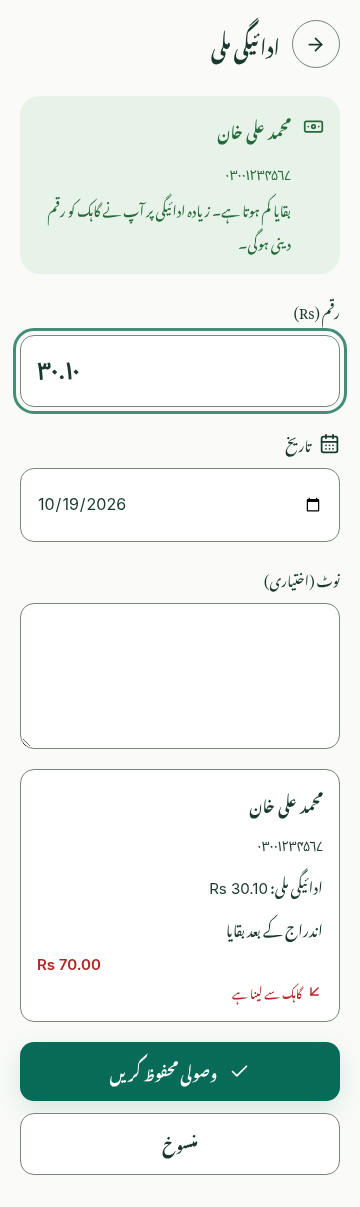 ادائیگی ملی
محمد علی خان
۰۳۰۰۱۲۳۴۵۶۷
بقایا کم ہوتا ہے۔ زیادہ ادائیگی پر آپ نے گاہک کو رقم
دینی ہوگی۔
رقم (Rs)
۳۰.۱۰
تاریخ
10/19/2026
نوٹ (اختیاری)
محمد علی خان
۰۳۰۰۱۲۳۴۵۶۷
ادائیگی ملی: Rs 30.10
اندراج کے بعد بقایا
Rs 70.00
گاہک سے لینا ہے
وصولی محفوظ کریں
منسوخ